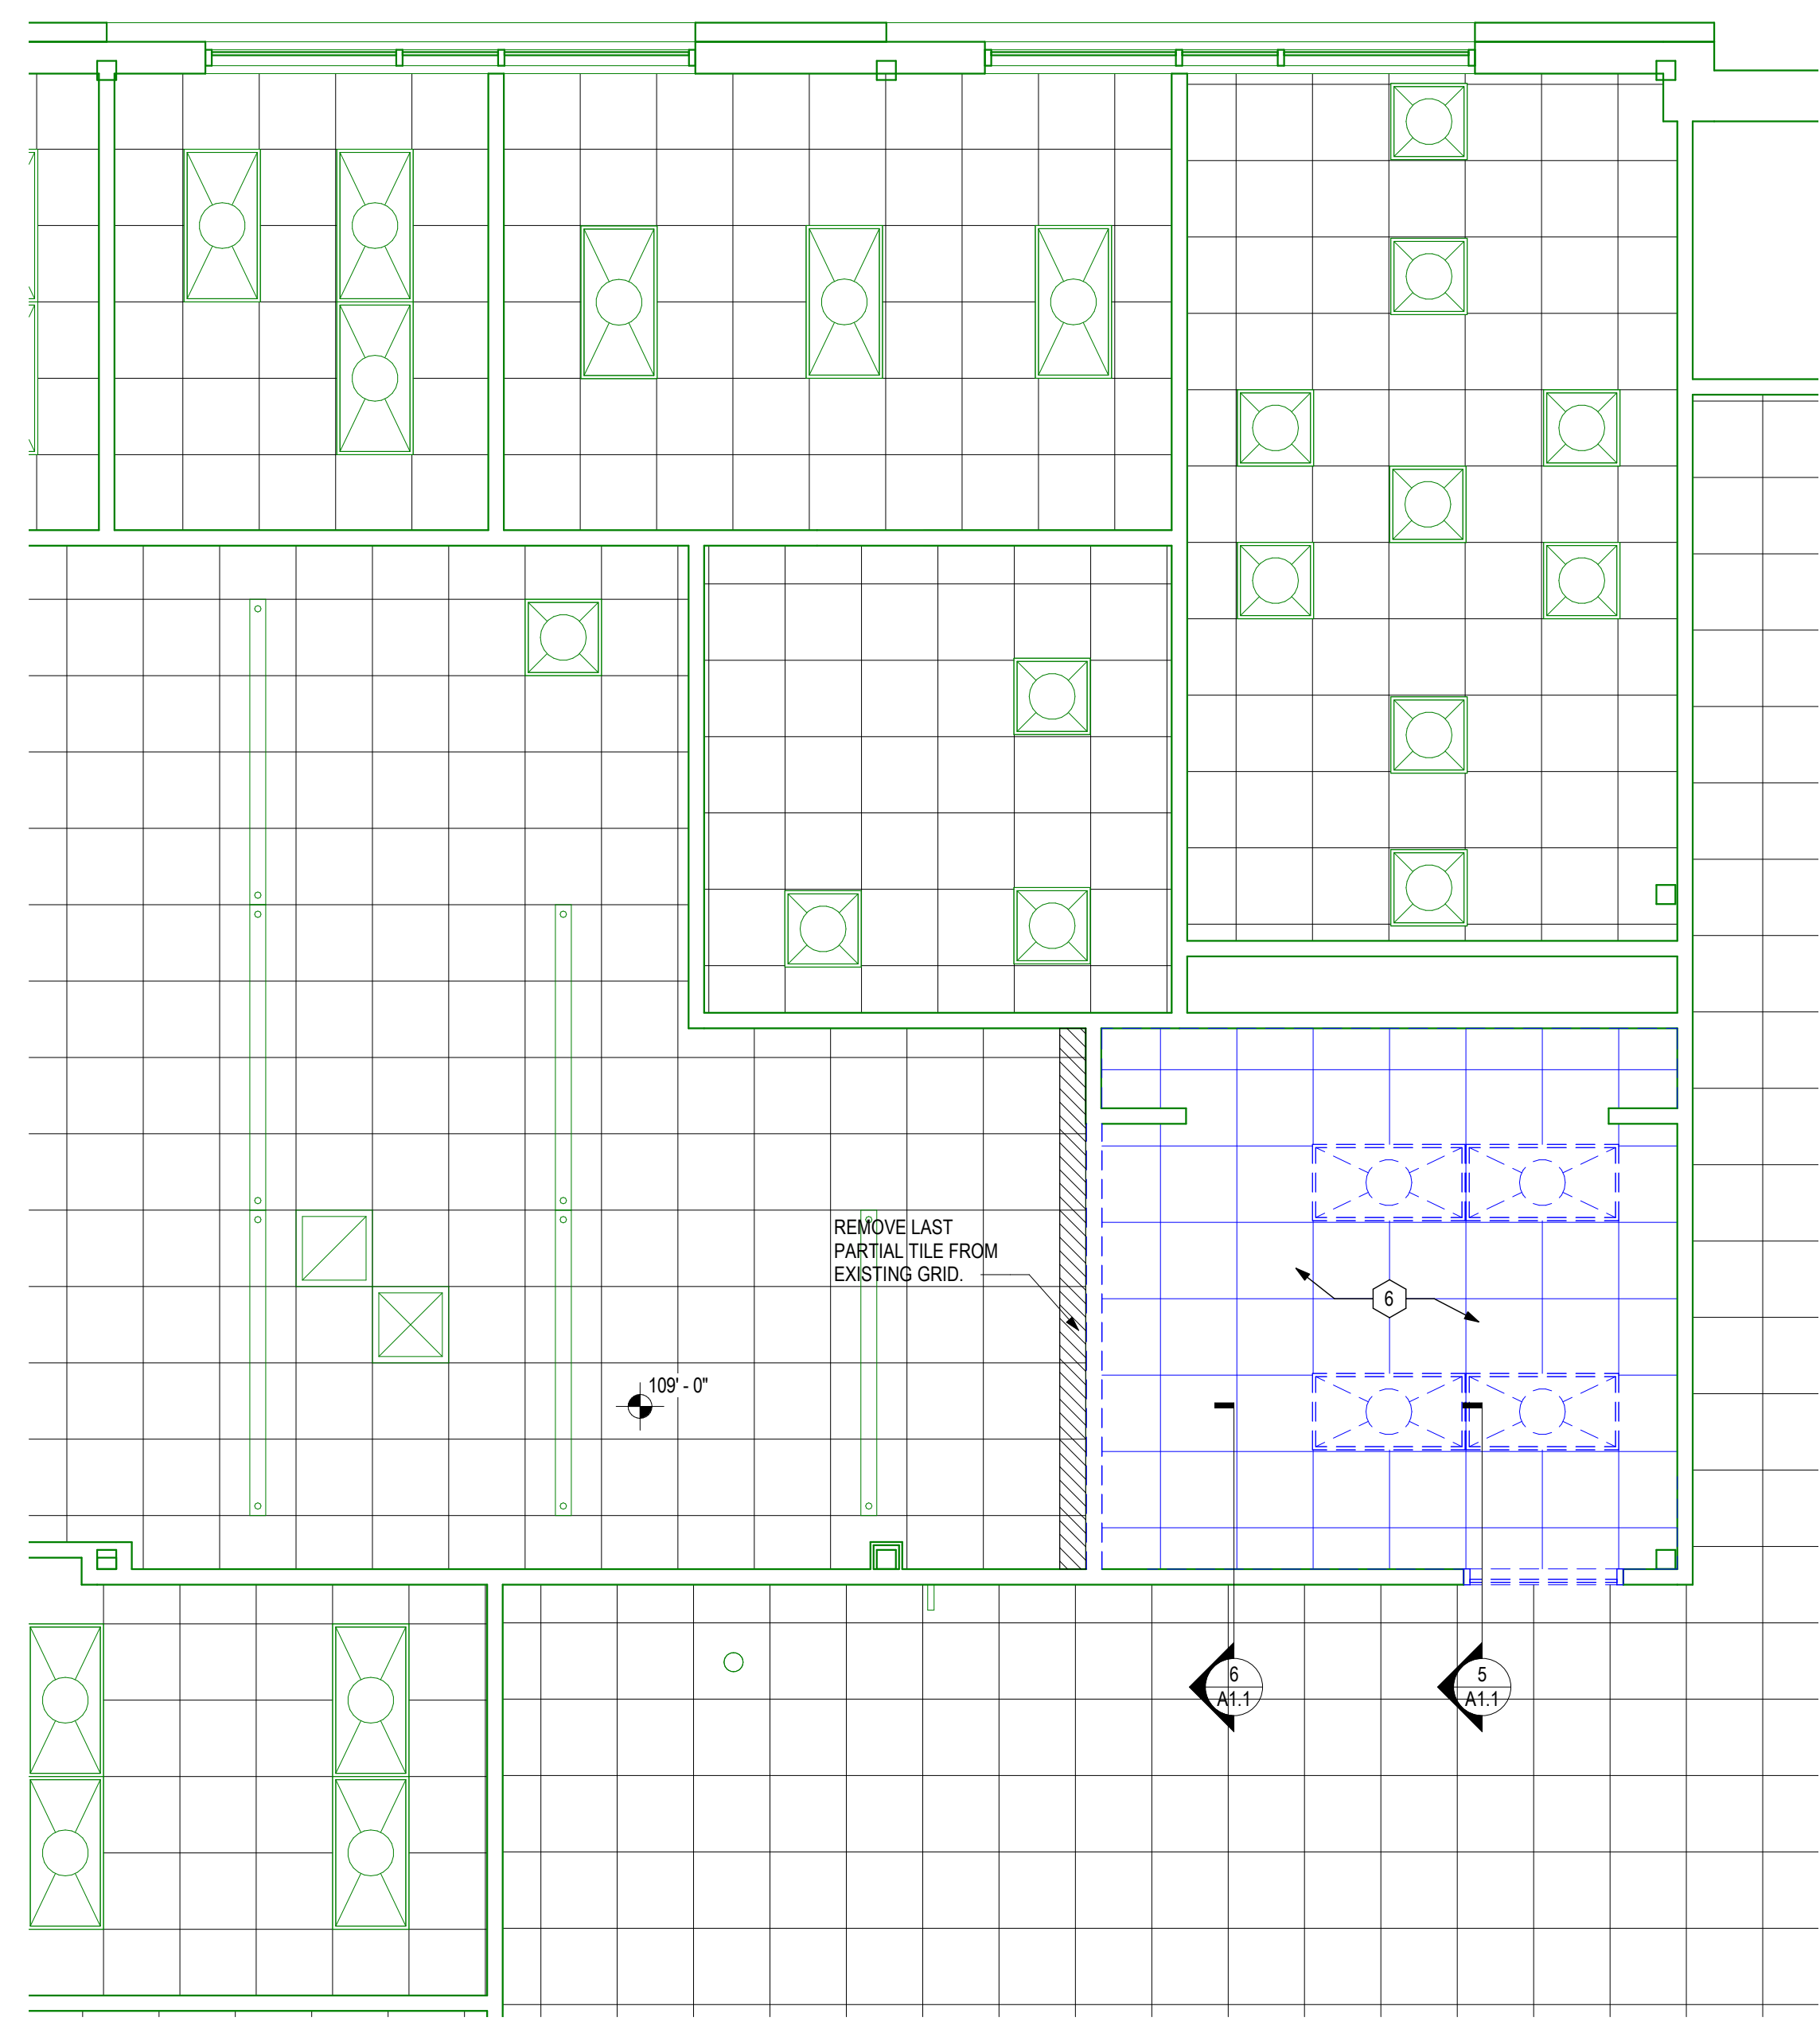 REMOVE LAST
PARTIAL TILE FROM
EXISTING GRID.
6
109' - 0"
6
A1.1
5
A1.1